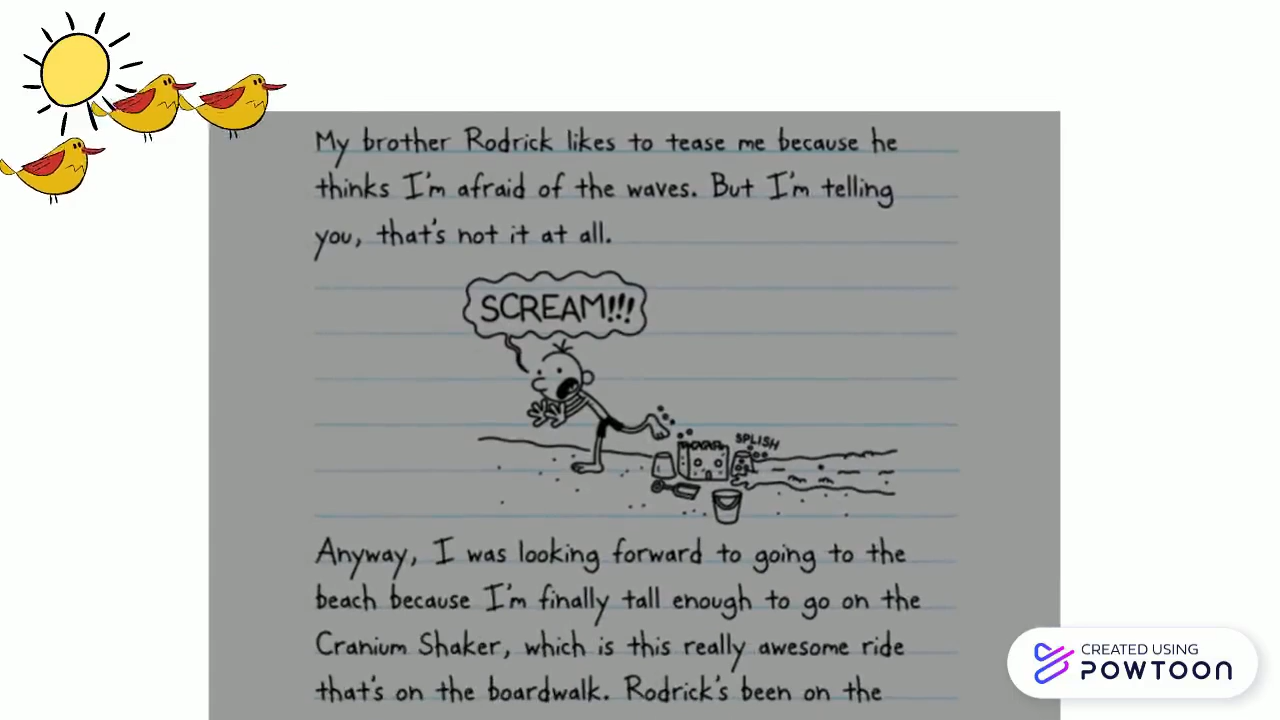 My brother Rodrick likes to tease me because he
thinks I'm afraid of the waves. But I'm telling
you, that's not it at all.
SCREAM!!!
SPLISH
Anyway, I was looking forward to going to the
beach because I'm finally tall enough to go on the
Cranium Shaker, which is this really awesome ride
that's on the boardwalk. Rodrick's been on the
CREATED USING
POWTOON